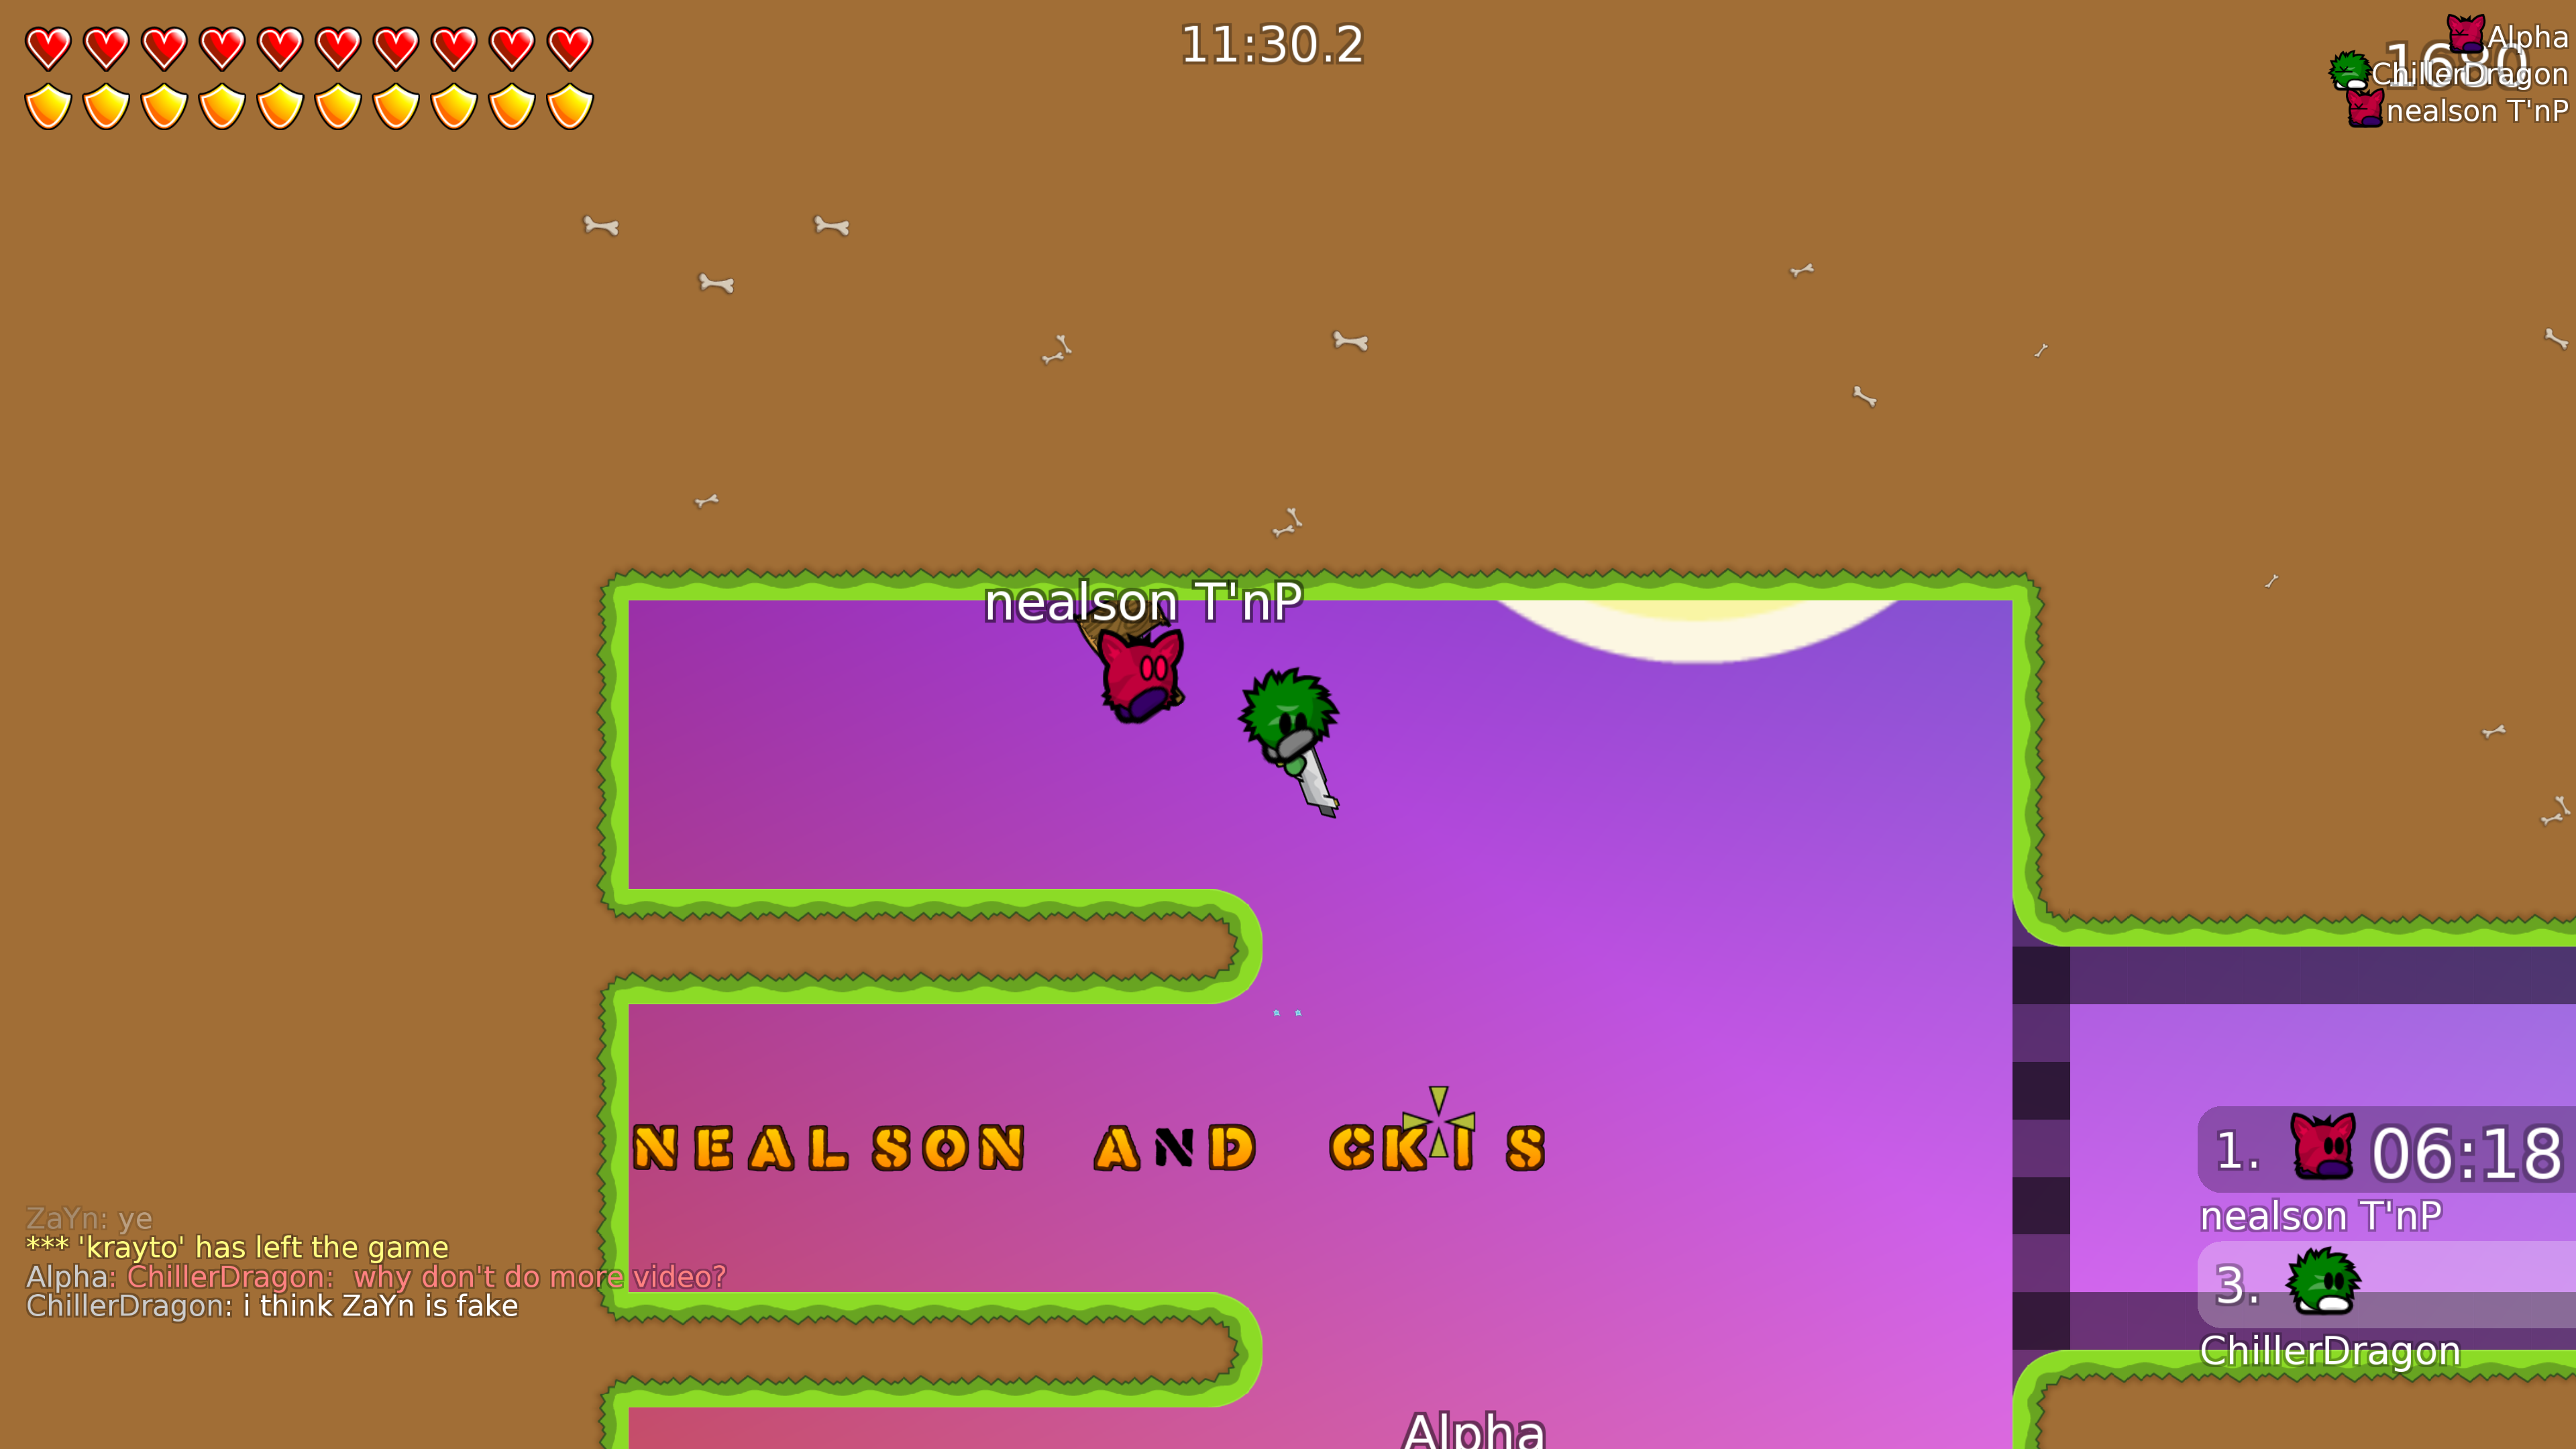 11:30.2
1680
Alpha
ChillerDragon
nealson T'nP
nealson T'nP
NEALSON AND CKIS
ZaYn: ye
*** 'krayto' has left the game
Alpha: ChillerDragon: why don't do more video?
ChillerDragon: i think ZaYn is fake
1. 06:18
nealson T'nP
3.
ChillerDragon
Alpha